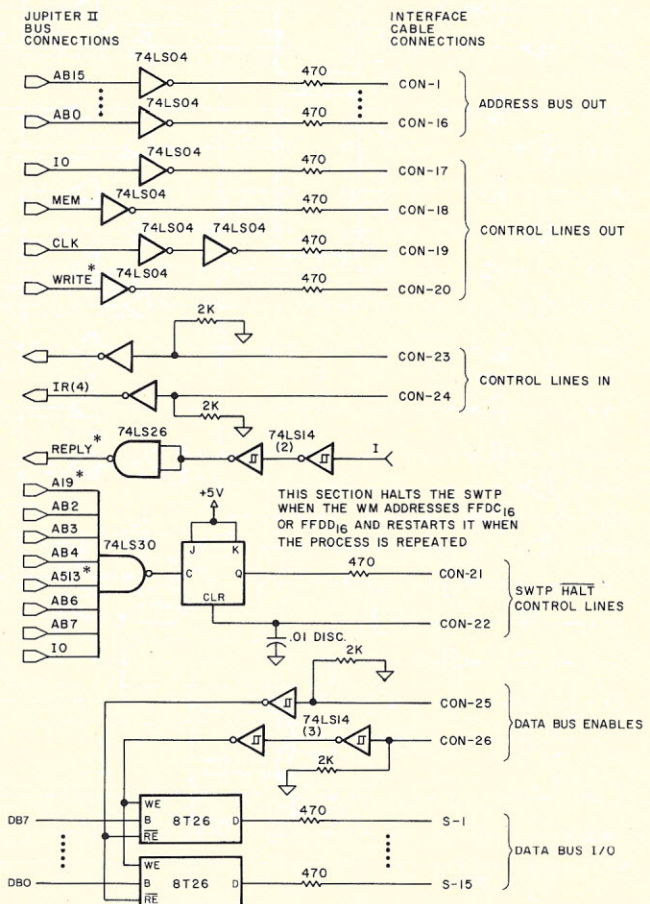 JUPITER II
BUS
CONNECTIONS
INTERFACE
CABLE
CONNECTIONS
AB15
74LS04
470
CON-1
AB0
74LS04
470
CON-16
ADDRESS BUS OUT
IO
74LS04
470
CON-17
MEM
74LS04
470
CON-18
CLK
74LS04
74LS04
470
CON-19
WRITE*
74LS04
470
CON-20
CONTROL LINES OUT
2K
CON-23
IR(4)
2K
CON-24
CONTROL LINES IN
REPLY*
74LS26
74LS14
(2)
I
A19*
AB2
AB3
AB4
A513*
AB6
AB7
IO
74LS30
+5V
J
K
C
Q
CLR
THIS SECTION HALTS THE SWTP
WHEN THE WM ADDRESSES FFDC16
OR FFDD16 AND RESTARTS IT WHEN
THE PROCESS IS REPEATED
470
CON-21
CON-22
.01 DISC.
SWTP HALT
CONTROL LINES
2K
CON-25
74LS14
(3)
CON-26
2K
DATA BUS ENABLES
DB7
WE
B
RE
8T26
D
470
S-1
DB0
WE
B
RE
8T26
D
470
S-15
DATA BUS I/O